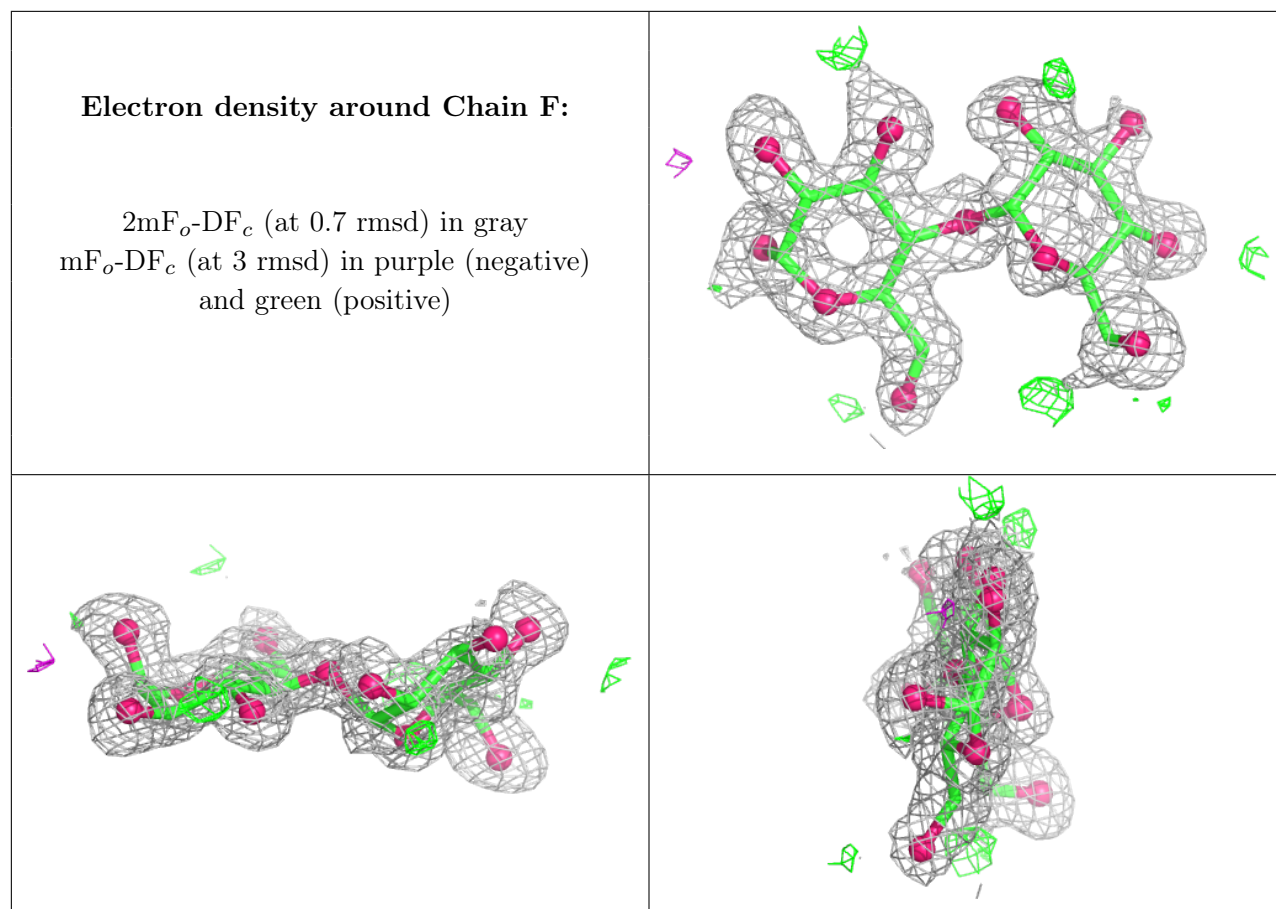 Electron density around Chain F:
2mFo-DFc (at 0.7 rmsd) in gray
mFo-DFc (at 3 rmsd) in purple (negative)
and green (positive)